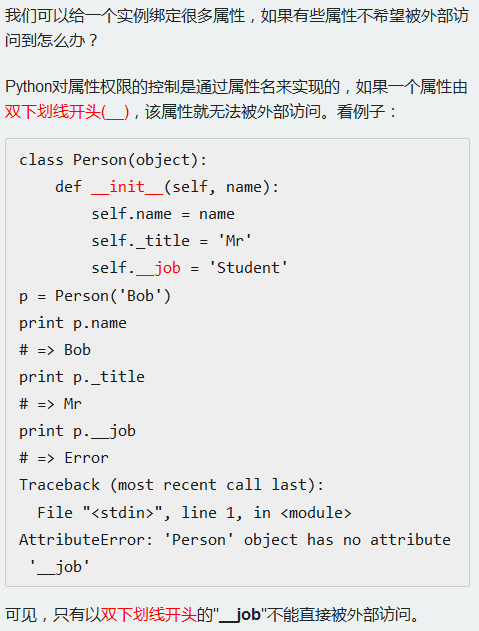 我们可以给一个实例绑定很多属性，如果有些属性不希望被外部访
问到怎么办？
Python对属性权限的控制是通过属性名来实现的，如果一个属性由
双下划线开头(__)，该属性就无法被外部访问。看例子：
class Person(object):
    def __init__(self, name):
        self.name = name
        self._title = 'Mr'
        self.__job = 'Student'
p = Person('Bob')
print p.name
# => Bob
print p._title
# => Mr
print p.__job
# => Error
Traceback (most recent call last):
  File "<stdin>", line 1, in <module>
AttributeError: 'Person' object has no attribute
 '__job'
可见，只有以双下划线开头的"__job"不能直接被外部访问。